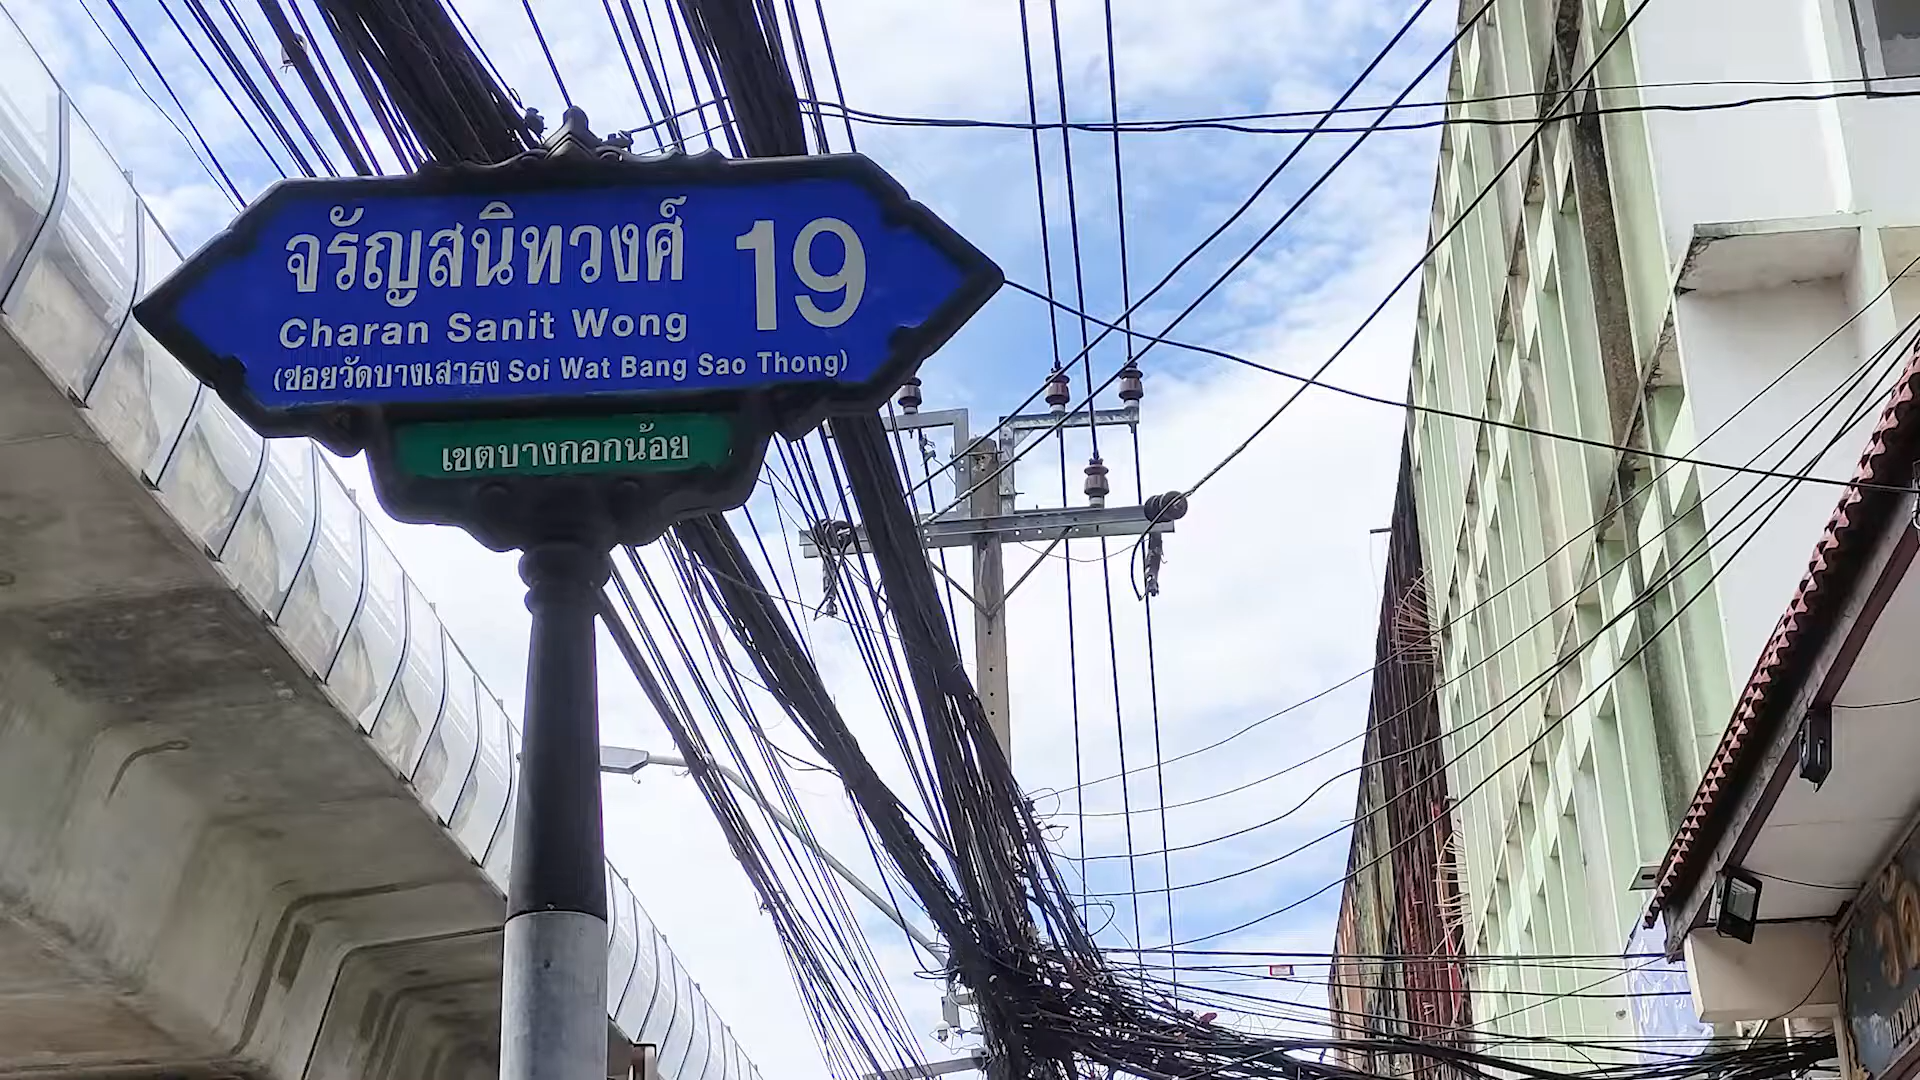 จรัญสนิทวงศ์ 19
Charan Sanit Wong
(ซอยวัดบางเสาธง Soi Wat Bang Sao Thong)
เขตบางกอกน้อย